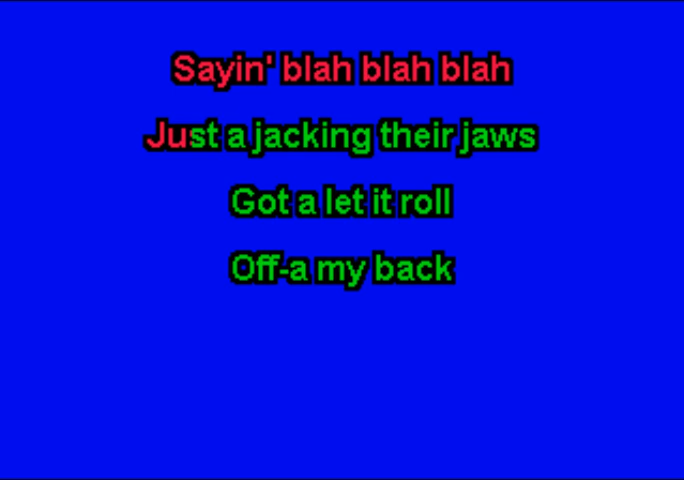 Sayin' blah blah blah
Just a jacking their jaws
Got a let it roll
Off-a my back